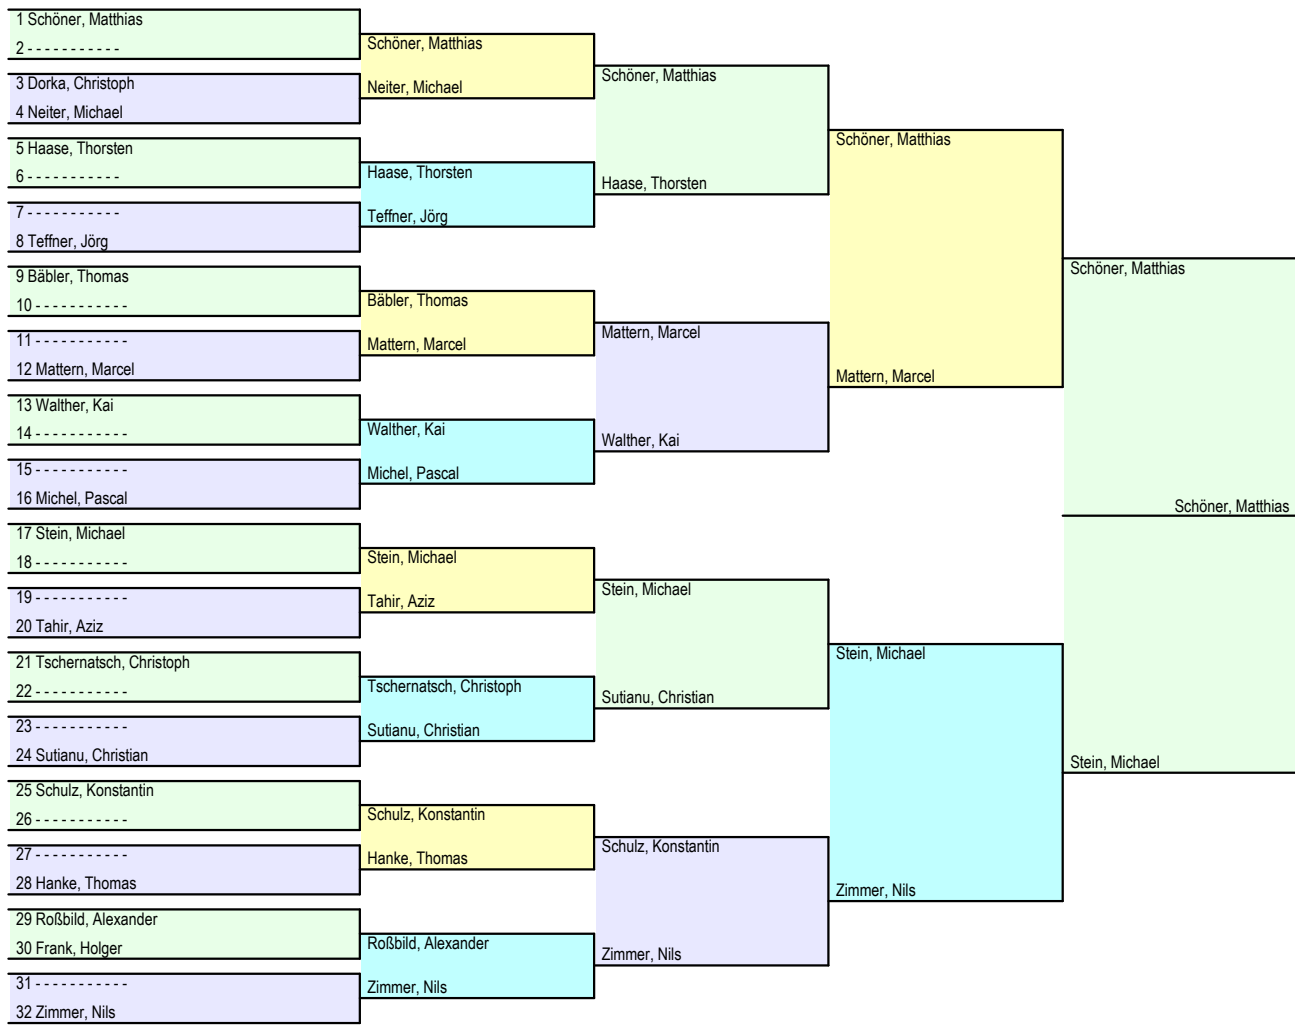 1 Schöner, Matthias
2 - - - - - - - - - - -
3 Dorka, Christoph
4 Neiter, Michael
5 Haase, Thorsten
6 - - - - - - - - - - -
7 - - - - - - - - - - -
8 Teffner, Jörg
9 Bäbler, Thomas
10 - - - - - - - - - - -
11 - - - - - - - - - - -
12 Mattern, Marcel
13 Walther, Kai
14 - - - - - - - - - - -
15 - - - - - - - - - - -
16 Michel, Pascal
17 Stein, Michael
18 - - - - - - - - - - -
19 - - - - - - - - - - -
20 Tahir, Aziz
21 Tschernatsch, Christoph
22 - - - - - - - - - - -
23 - - - - - - - - - - -
24 Sutianu, Christian
25 Schulz, Konstantin
26 - - - - - - - - - - -
27 - - - - - - - - - - -
28 Hanke, Thomas
29 Roßbild, Alexander
30 Frank, Holger
31 - - - - - - - - - - -
32 Zimmer, Nils
Schöner, Matthias
Neiter, Michael
Haase, Thorsten
Teffner, Jörg
Bäbler, Thomas
Mattern, Marcel
Walther, Kai
Michel, Pascal
Stein, Michael
Tahir, Aziz
Tschernatsch, Christoph
Sutianu, Christian
Schulz, Konstantin
Hanke, Thomas
Roßbild, Alexander
Zimmer, Nils
Schöner, Matthias
Haase, Thorsten
Mattern, Marcel
Walther, Kai
Stein, Michael
Sutianu, Christian
Schulz, Konstantin
Zimmer, Nils
Schöner, Matthias
Mattern, Marcel
Stein, Michael
Zimmer, Nils
Schöner, Matthias
Stein, Michael
Schöner, Matthias